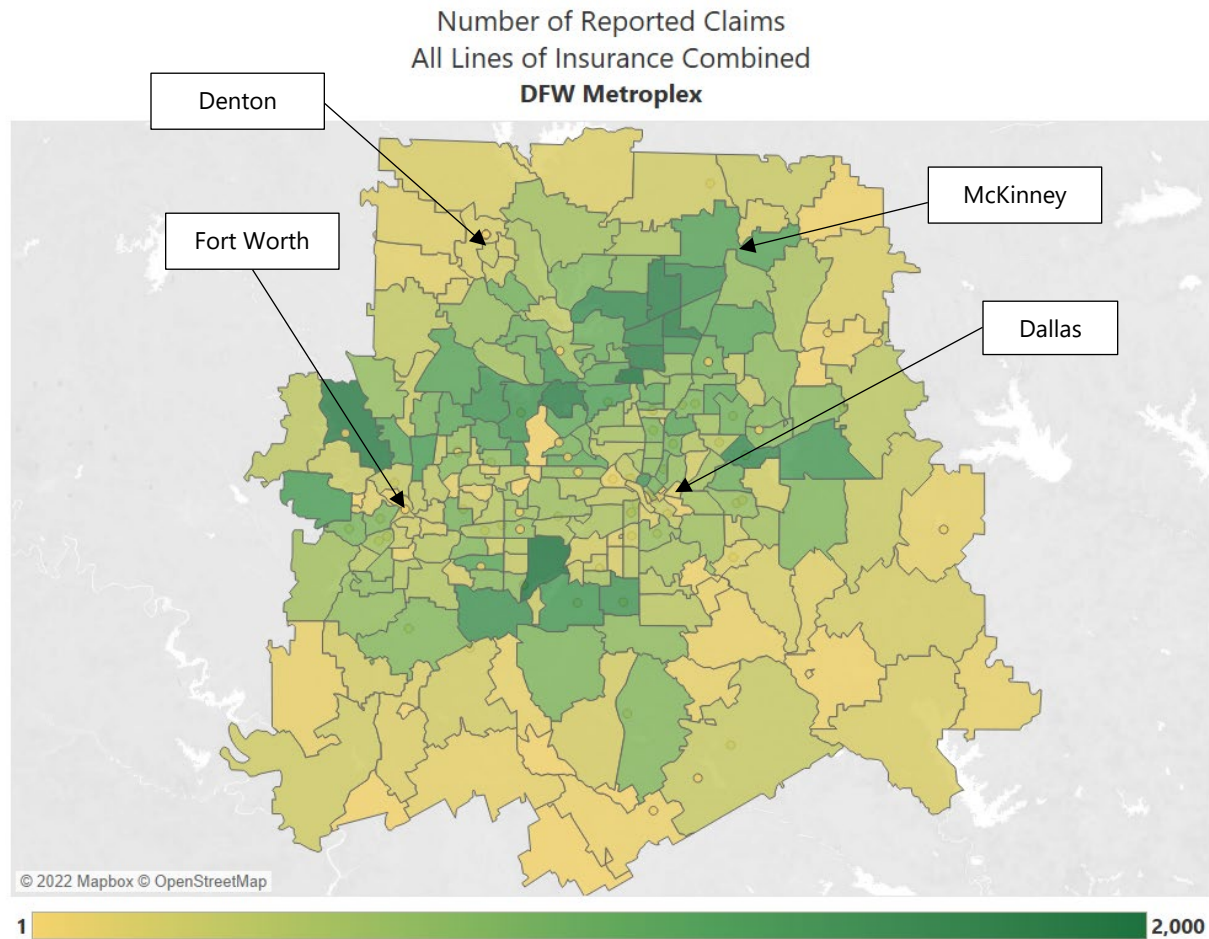 Number of Reported Claims
All Lines of Insurance Combined
DFW Metroplex
Denton
McKinney
Fort Worth
Dallas
© 2022 Mapbox © OpenStreetMap
1
2,000